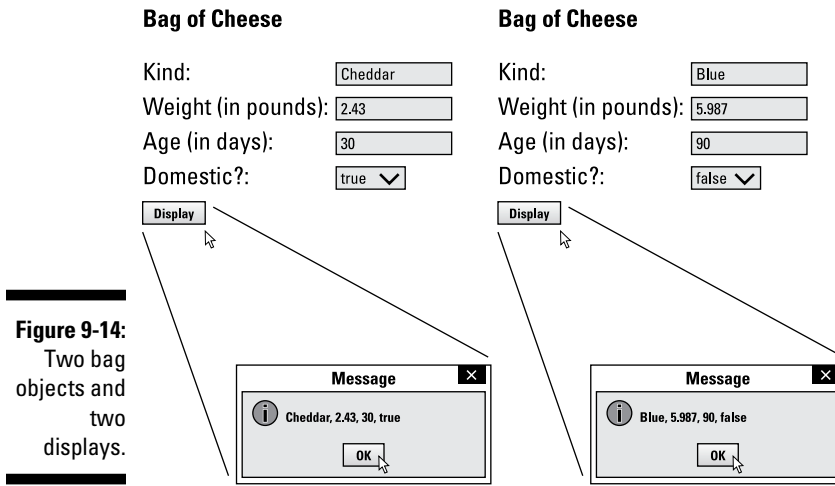 Bag of Cheese
Kind: Cheddar
Weight (in pounds): 2.43
Age (in days): 30
Domestic?: true
Display
Message
Cheddar, 2.43, 30, true
OK
Bag of Cheese
Kind: Blue
Weight (in pounds): 5.987
Age (in days): 90
Domestic?: false
Display
Message
Blue, 5.987, 90, false
OK
Figure 9-14:
Two bag
objects and
two
displays.